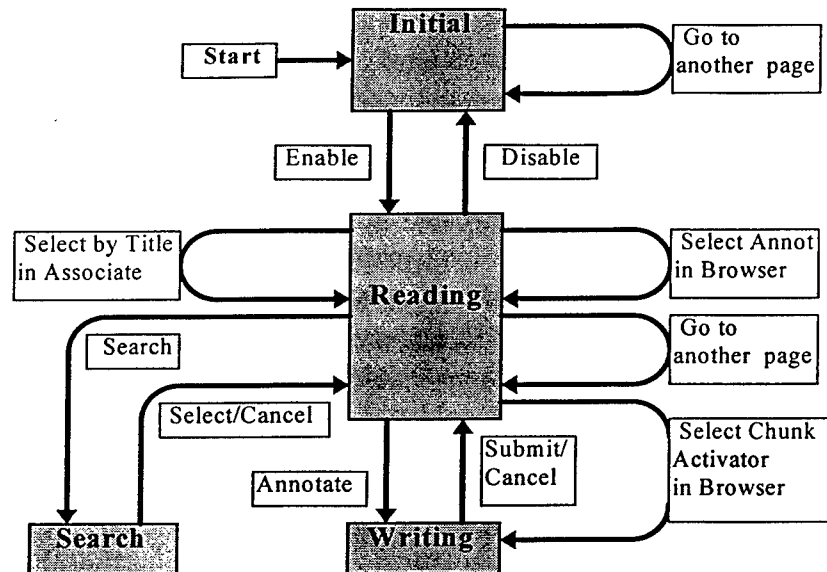 Initial
Start
Go to
another page
Enable
Disable
Select by Title
in Associate
Select Annot
in Browser
Reading
Search
Go to
another page
Select/Cancel
Select Chunk
Activator
in Browser
Submit/
Cancel
Annotate
Search
Writing